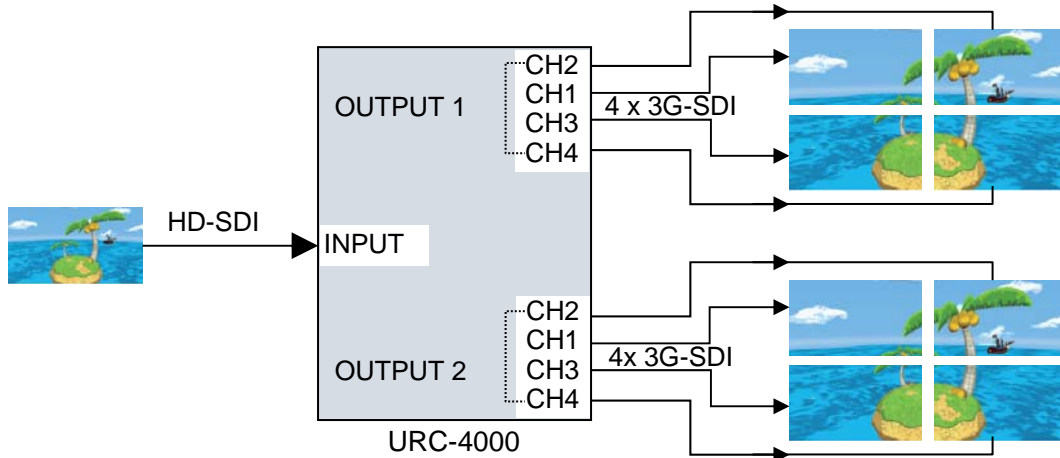 CH2
OUTPUT 1
CH1
4 x 3G-SDI
CH3
CH4
HD-SDI
INPUT
CH2
CH1
4x 3G-SDI
OUTPUT 2
CH3
CH4
URC-4000